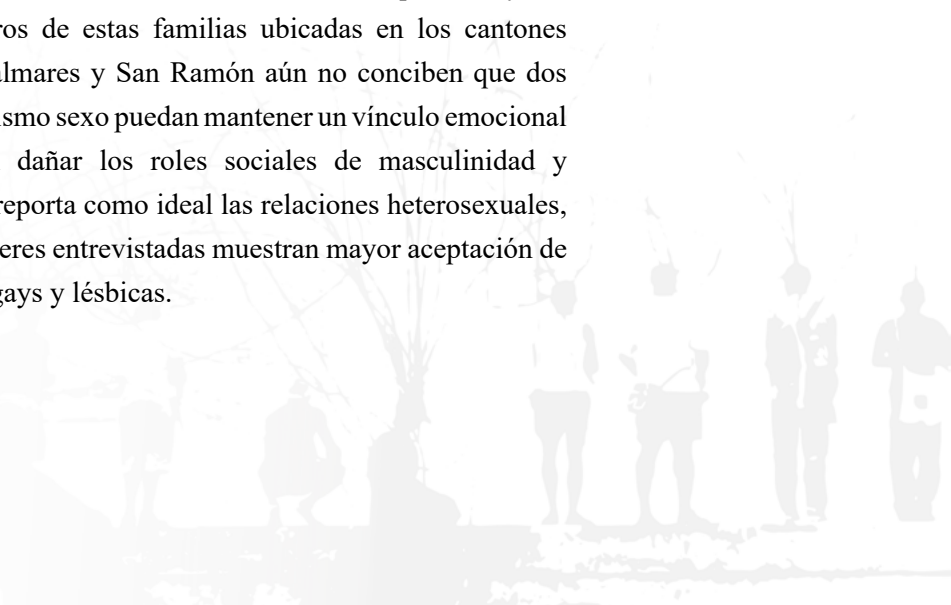 ros de estas familias ubicadas en los cantones
almares y San Ramón aún no conciben que dos
ismo sexo puedan mantener un vínculo emocional
dañar los roles sociales de masculinidad y
reporta como ideal las relaciones heterosexuales,
eres entrevistadas muestran mayor aceptación de
gays y lésbicas.